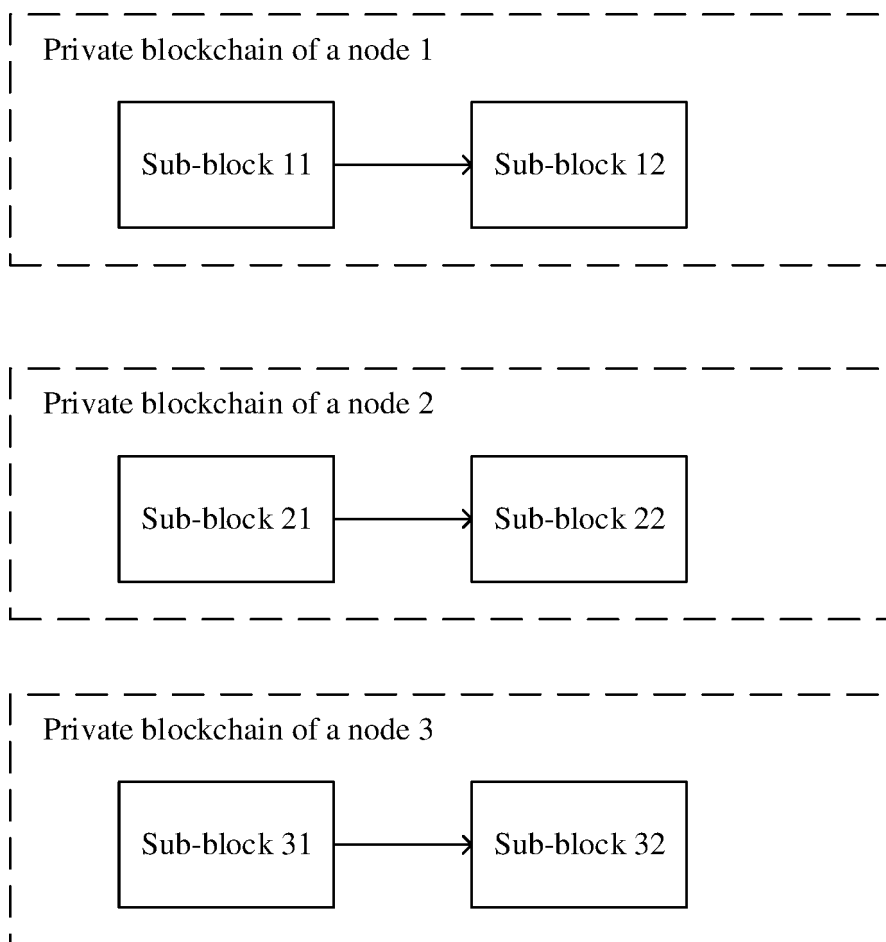 Private blockchain of a node 1
Sub-block 11
Sub-block 12
Private blockchain of a node 2
Sub-block 21
Sub-block 22
Private blockchain of a node 3
Sub-block 31
Sub-block 32